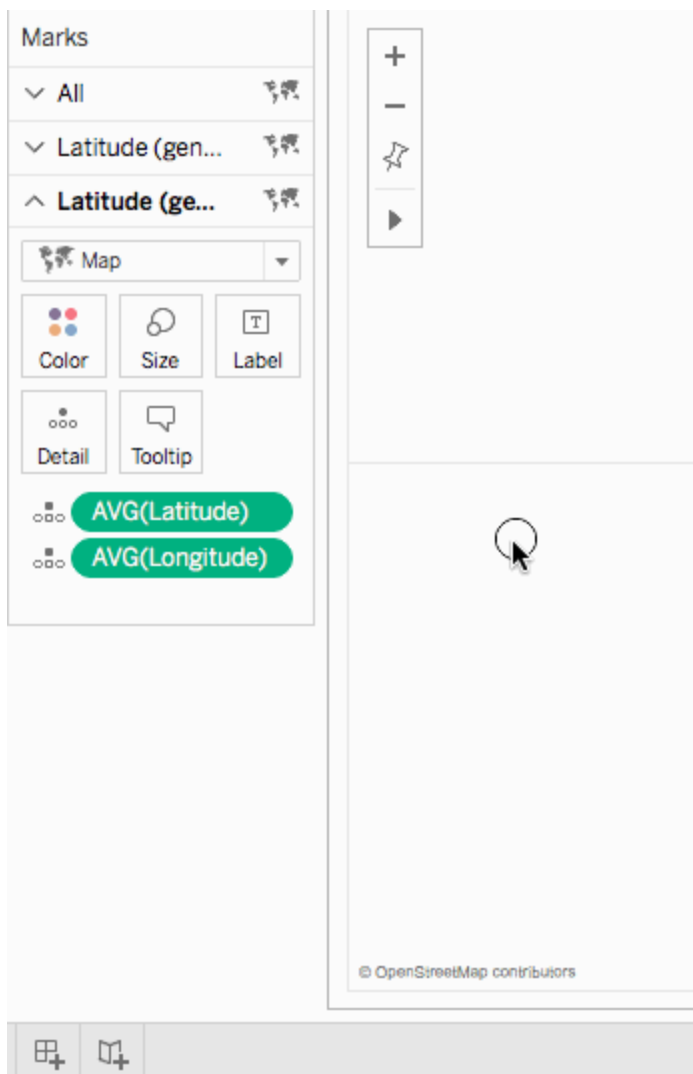 Marks
All
Latitude (gen...
Latitude (ge...
Map
Color Size Label
Detail Tooltip
AVG(Latitude)
AVG(Longitude)
© OpenStreetMap contributors